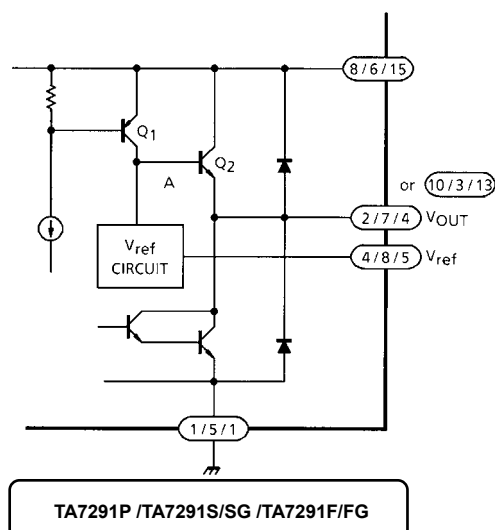 8 / 6 / 15
Q1
Q2
A
or 10 / 3 / 13
2 / 7 / 4 VOUT
Vref
CIRCUIT
4 / 8 / 5 Vref
1 / 5 / 1
TA7291P /TA7291S/SG /TA7291F/FG